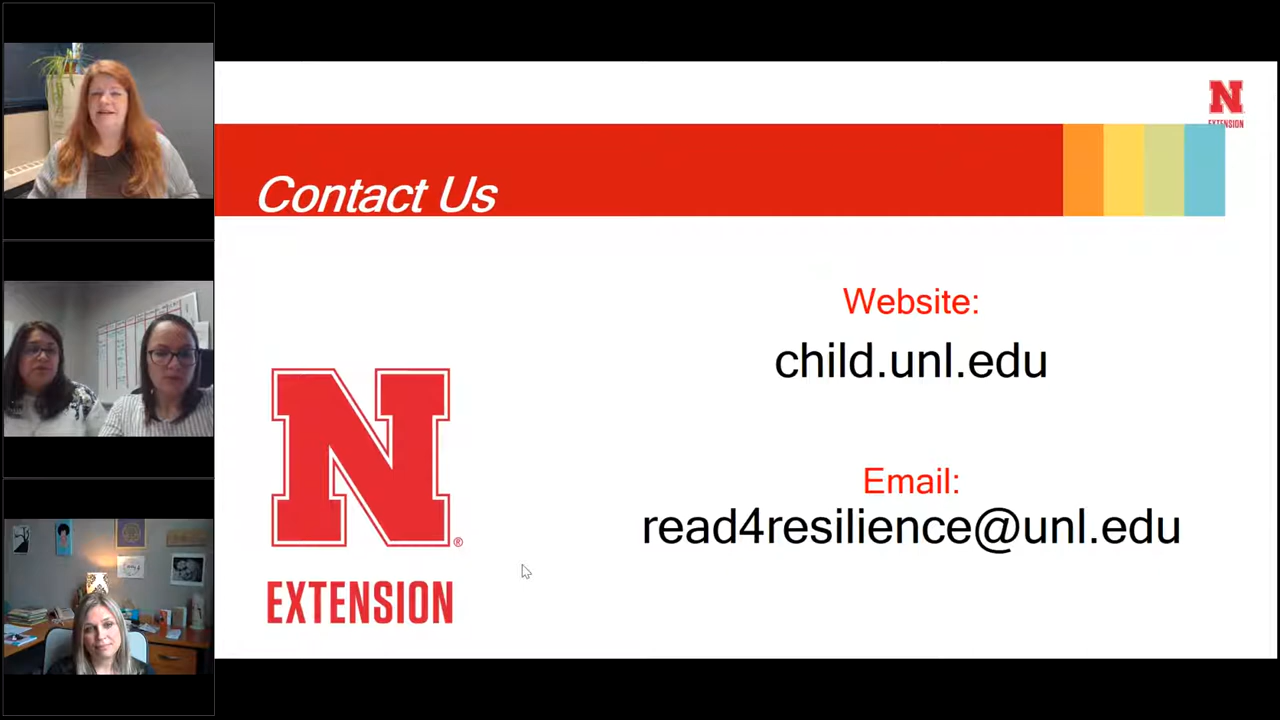 N
EXTENSION
Contact Us
Website:
child.unl.edu
Email:
read4resilience@unl.edu
N®
EXTENSION